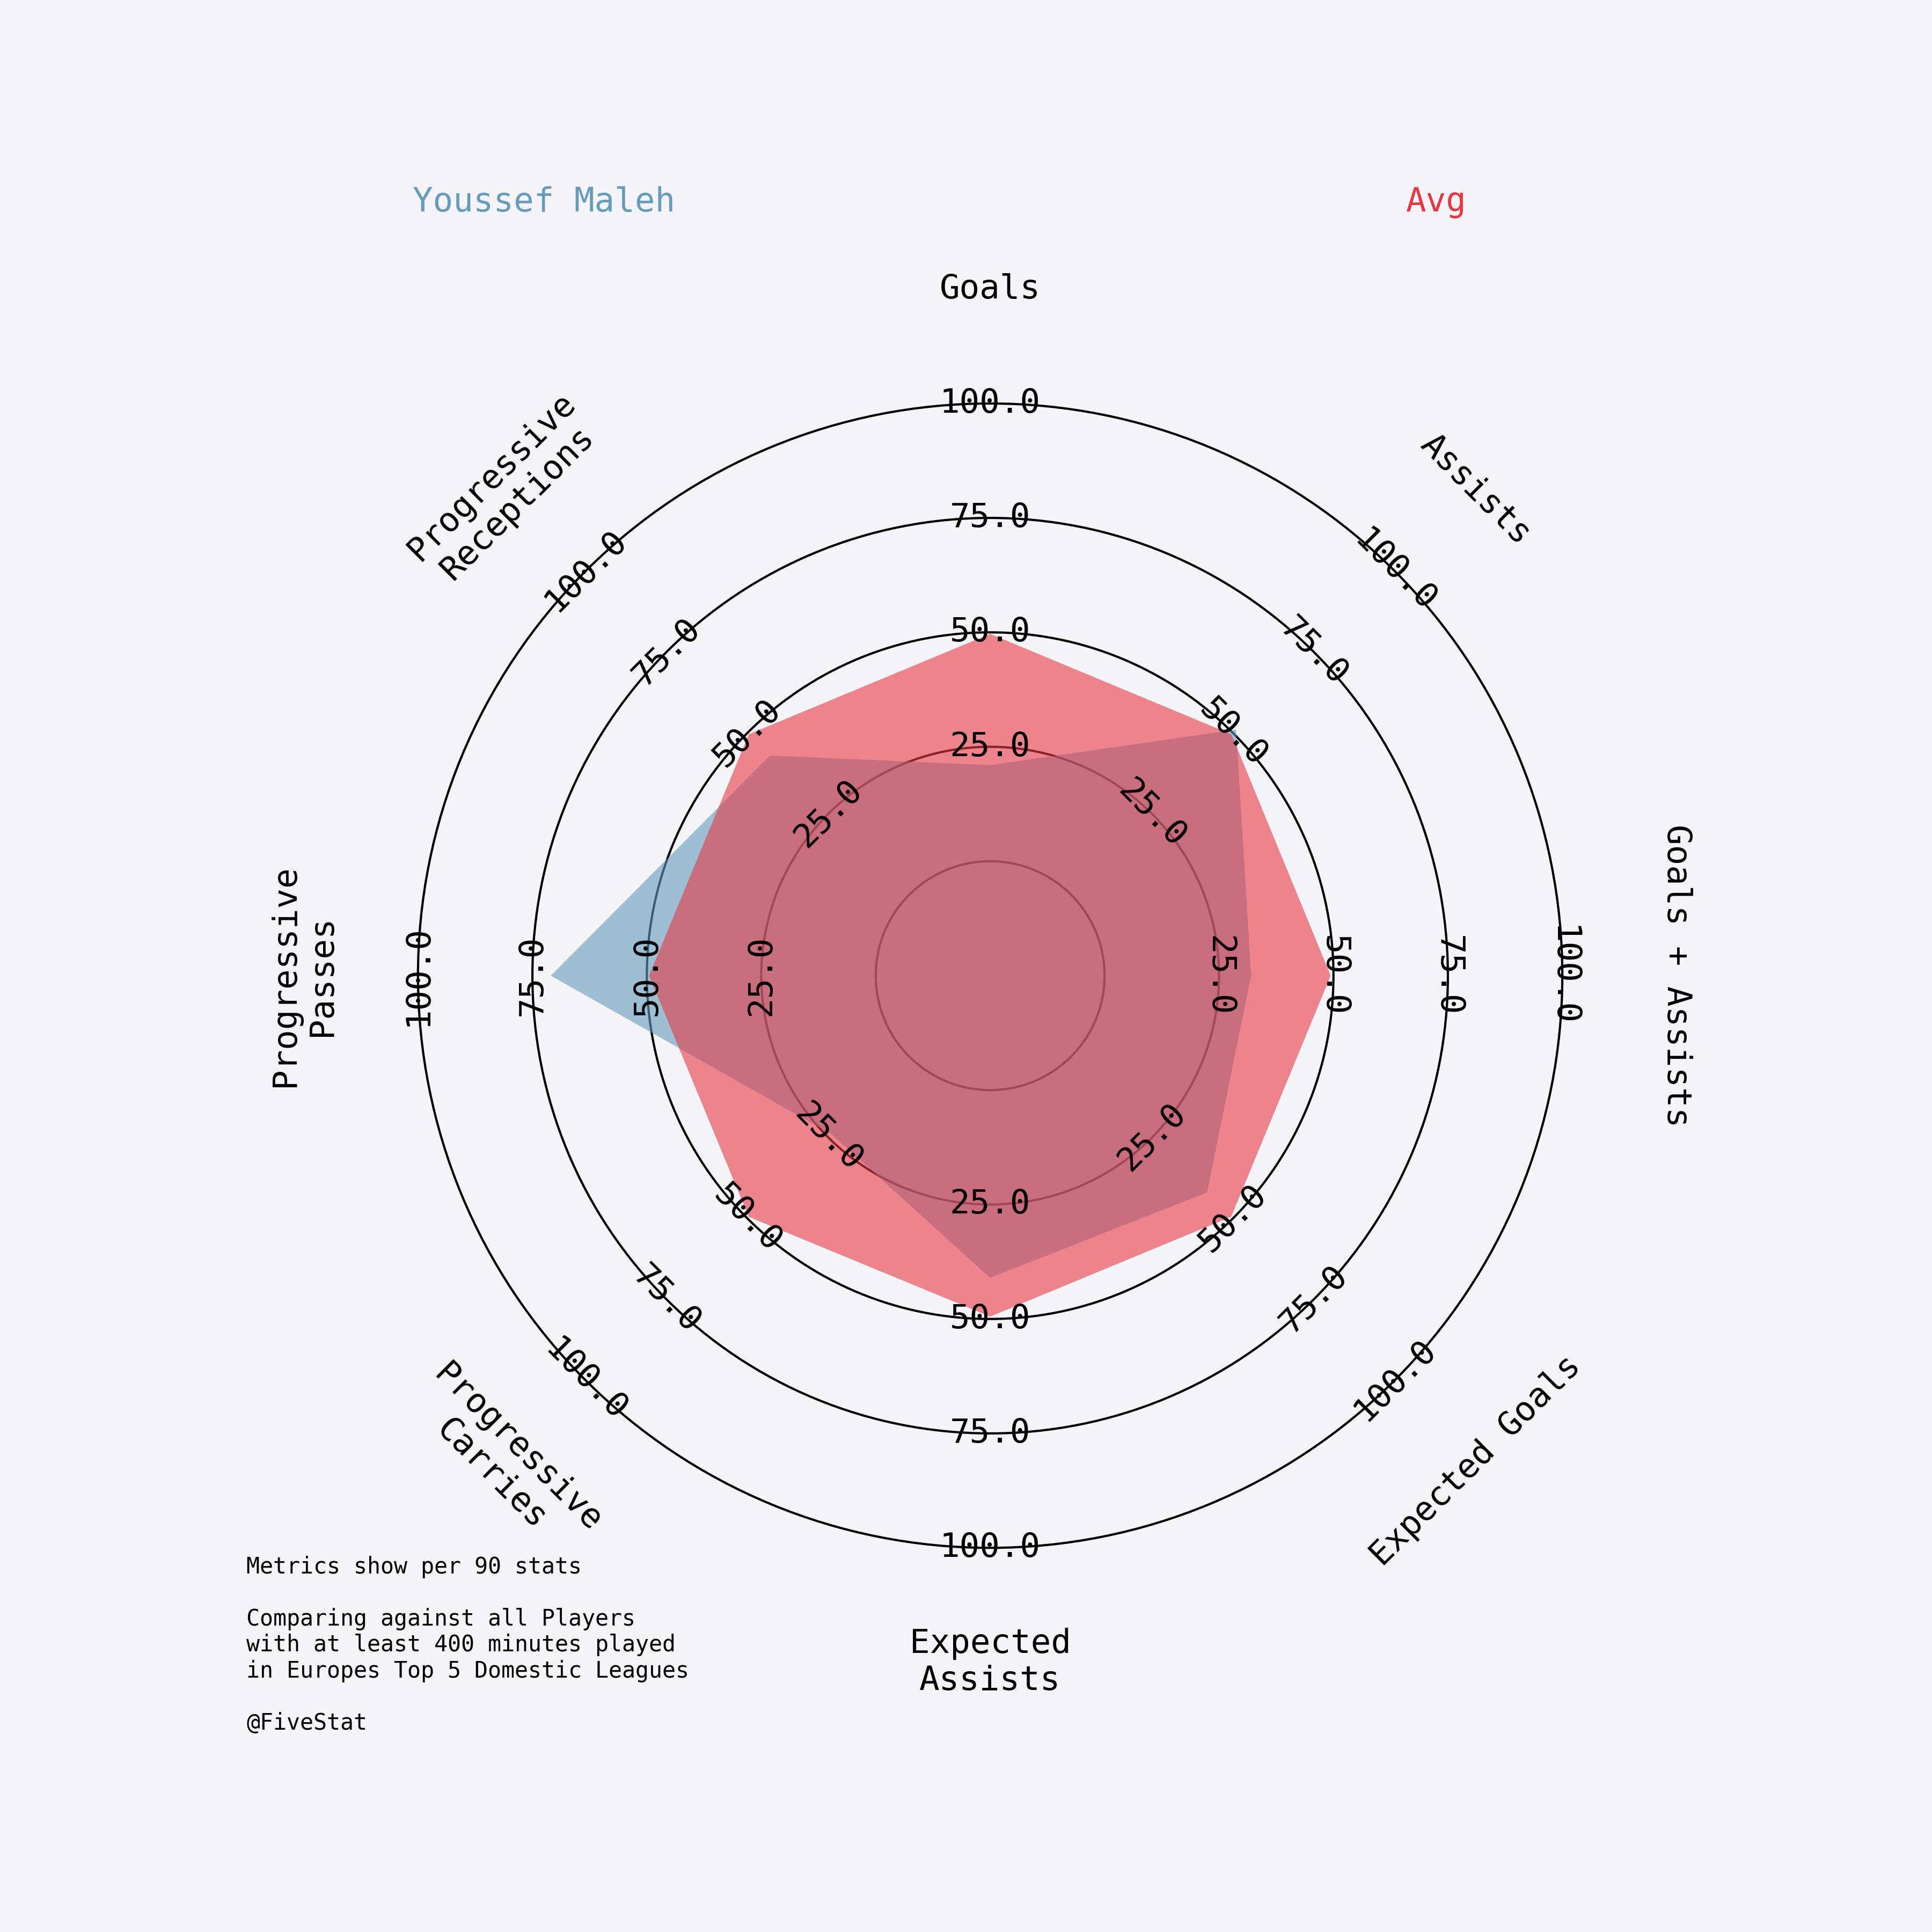 Youssef Maleh
Avg
Goals
Assists
Goals + Assists
Expected Goals
Expected
Assists
Progressive
Carries
Progressive
Passes
Progressive
Receptions
25.0
50.0
75.0
100.0
25.0
50.0
75.0
100.0
25.0
50.0
75.0
100.0
25.0
50.0
75.0
100.0
25.0
50.0
75.0
100.0
25.0
50.0
75.0
100.0
25.0
50.0
75.0
100.0
25.0
50.0
75.0
100.0
Metrics show per 90 stats
Comparing against all Players
with at least 400 minutes played
in Europes Top 5 Domestic Leagues
@FiveStat